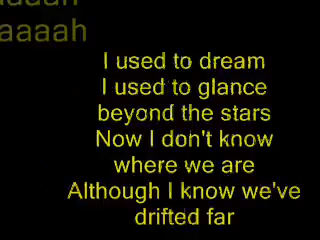 aaaah
I used to dream
I used to glance
beyond the stars
Now I don't know
where we are
Although I know we've
drifted far